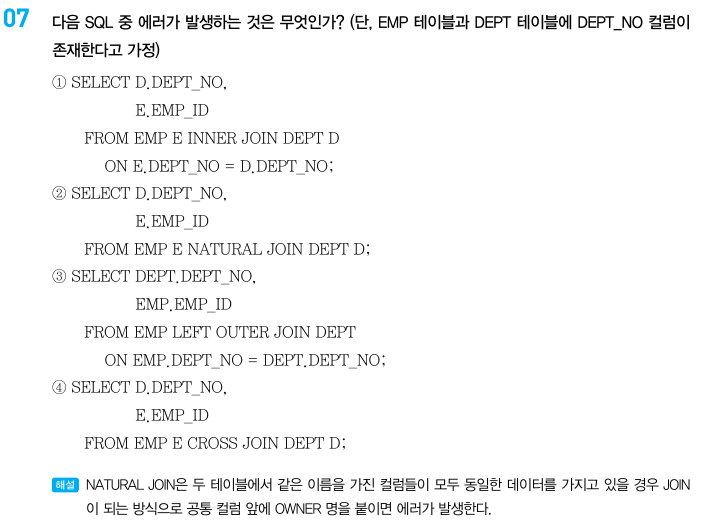 07 다음 SQL 중 에러가 발생하는 것은 무엇인가? (단, EMP 테이블과 DEPT 테이블에 DEPT_NO 컬럼이
존재한다고 가정)
① SELECT D.DEPT_NO,
E.EMP_ID
FROM EMP E INNER JOIN DEPT D
ON E.DEPT_NO = D.DEPT_NO;
② SELECT D.DEPT_NO,
E.EMP_ID
FROM EMP E NATURAL JOIN DEPT D;
③ SELECT DEPT.DEPT_NO,
EMP.EMP_ID
FROM EMP LEFT OUTER JOIN DEPT
ON EMP.DEPT_NO = DEPT.DEPT_NO;
④ SELECT D.DEPT_NO,
E.EMP_ID
FROM EMP E CROSS JOIN DEPT D;
해설 NATURAL JOIN은 두 테이블에서 같은 이름을 가진 컬럼들이 모두 동일한 데이터를 가지고 있을 경우 JOIN
이 되는 방식으로 공통 컬럼 앞에 OWNER 명을 붙이면 에러가 발생한다.